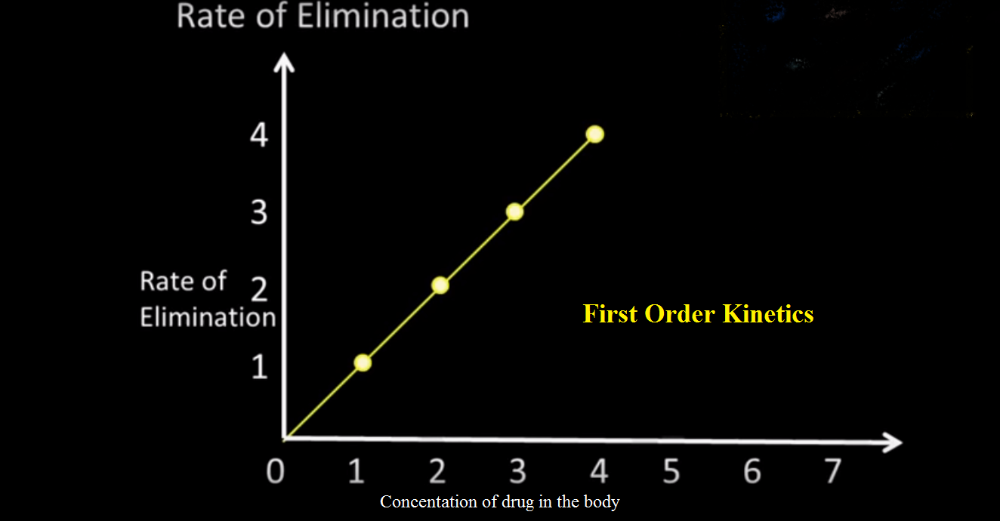 Rate of Elimination
4
3
2
1
Rate of
Elimination
First Order Kinetics
0 1 2 3 4 5 6 7
Concentation of drug in the body